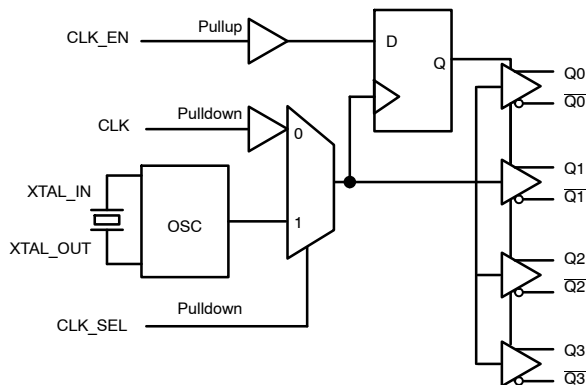 CLK_EN
Pullup
D
Q
Q0
Q0
CLK
Pulldown
0
Q1
Q1
XTAL_IN
OSC
1
XTAL_OUT
Q2
Q2
CLK_SEL
Pulldown
Q3
Q3